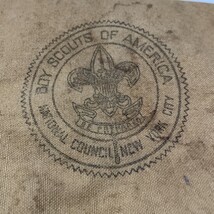 BOY SCOUTS OF AMERICA
BE PREPARED
NATIONAL COUNCIL NEW YORK CITY